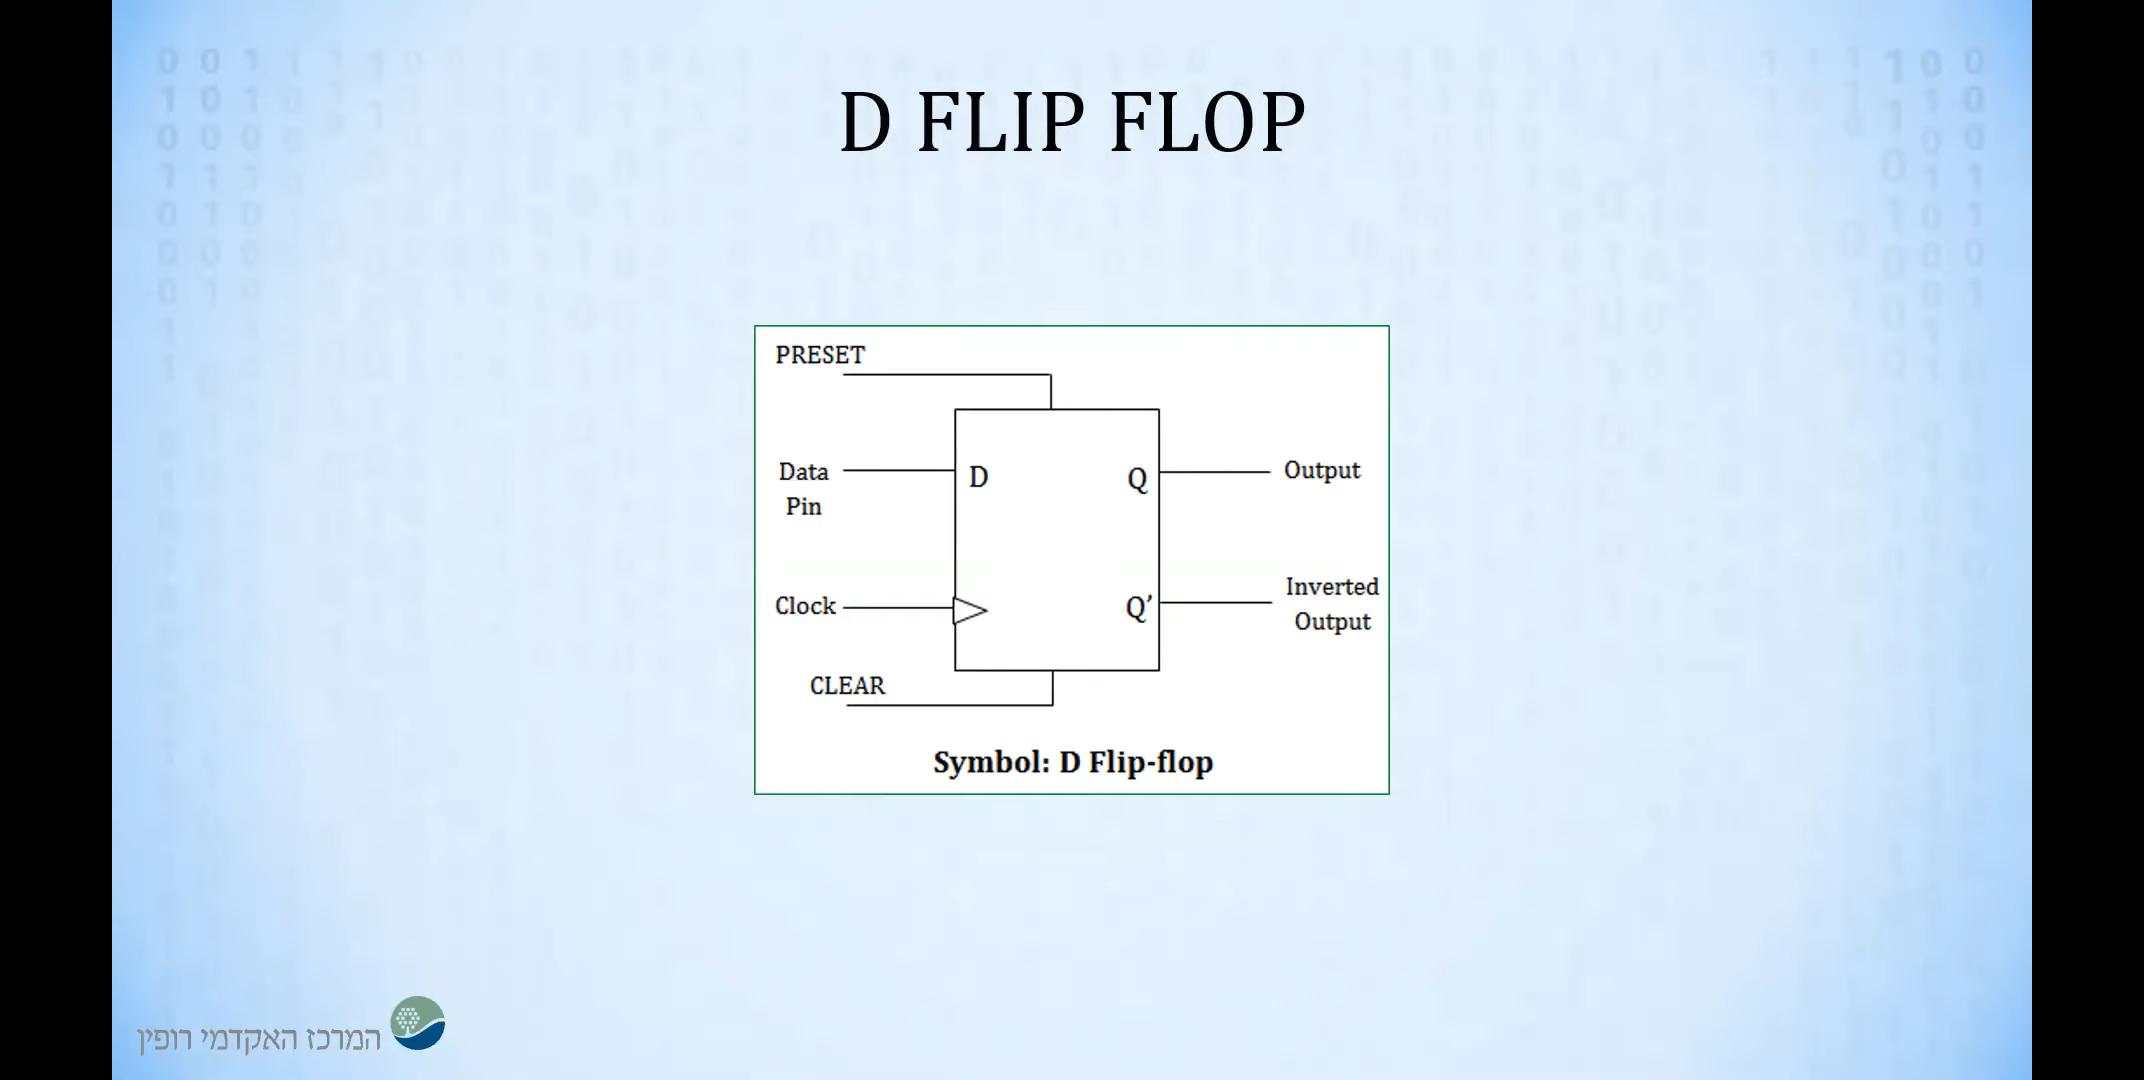 D FLIP FLOP
PRESET
Data
Pin
D
Q
Output
Clock
Q’
Inverted
Output
CLEAR
Symbol: D Flip-flop
המרכז האקדמי רופין